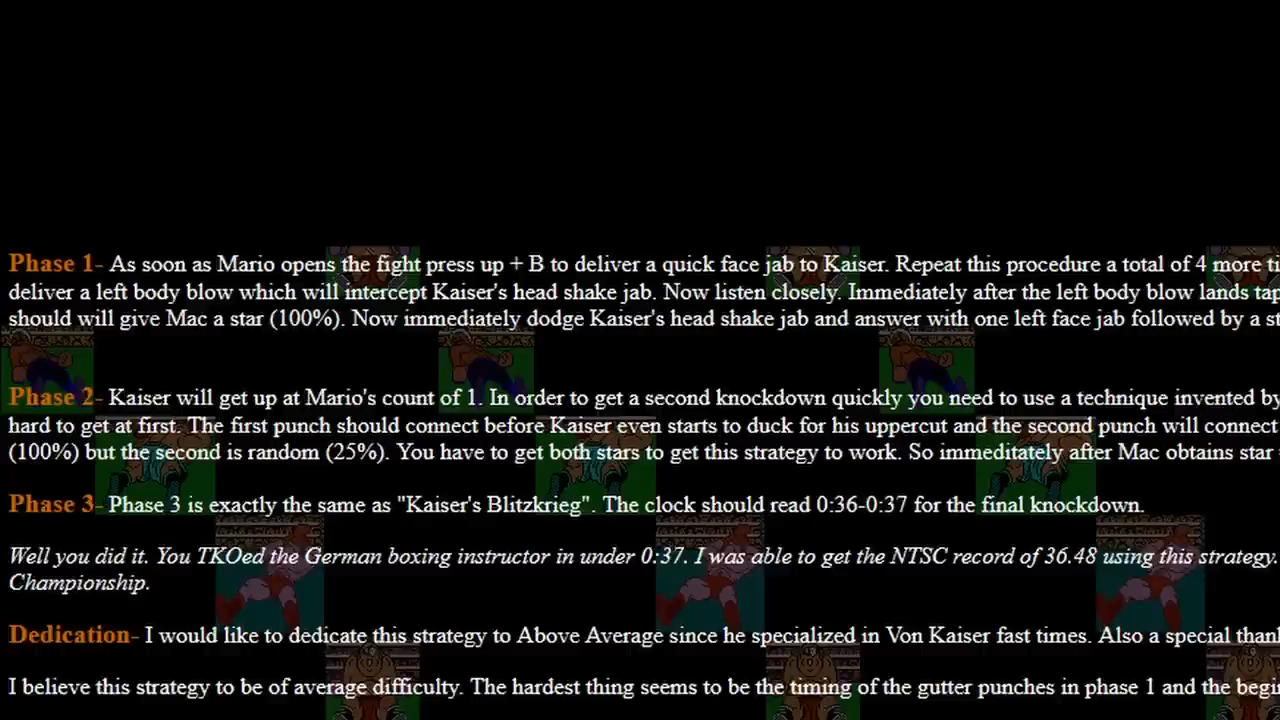 Phase 1- As soon as Mario opens the fight press up + B to deliver a quick face jab to Kaiser. Repeat this procedure a total of 4 more
deliver a left body blow which will intercept Kaiser's head shake jab. Now listen closely. Immediately after the left body blow lands tap
should will give Mac a star (100%). Now immediately dodge Kaiser's head shake jab and answer with one left face jab followed by a
Phase 2- Kaiser will get up at Mario's count of 1. In order to get a second knockdown quickly you need to use a technique invented by
hard to get at first. The first punch should connect before Kaiser even starts to duck for his uppercut and the second punch will connect
(100%) but the second is random (25%). You have to get both stars to get this strategy to work. So immeditately after Mac obtains star
Phase 3- Phase 3 is exactly the same as "Kaiser's Blitzkrieg". The clock should read 0:36-0:37 for the final knockdown.
Well you did it. You TKOed the German boxing instructor in under 0:37. I was able to get the NTSC record of 36.48 using this strategy.
Championship.
Dedication- I would like to dedicate this strategy to Above Average since he specialized in Von Kaiser fast times. Also a special
I believe this strategy to be of average difficulty. The hardest thing seems to be the timing of the gutter punches in phase 1 and the